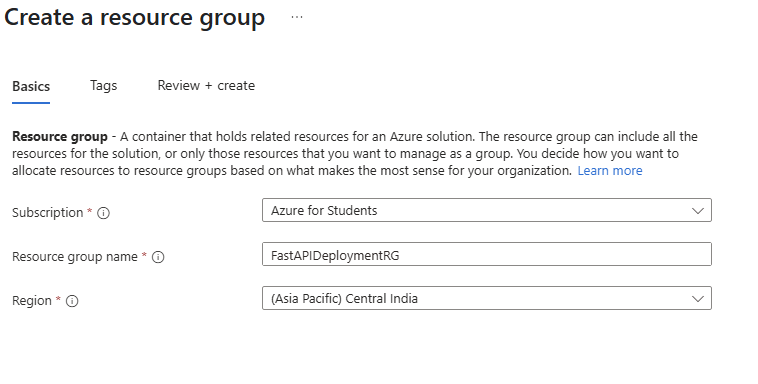 Create a resource group ...
Basics Tags Review + create
Resource group - A container that holds related resources for an Azure solution. The resource group can include all the
resources for the solution, or only those resources that you want to manage as a group. You decide how you want to
allocate resources to resource groups based on what makes the most sense for your organization. Learn more
Subscription * Azure for Students
Resource group name * FastAPIDeploymentRG
Region * (Asia Pacific) Central India